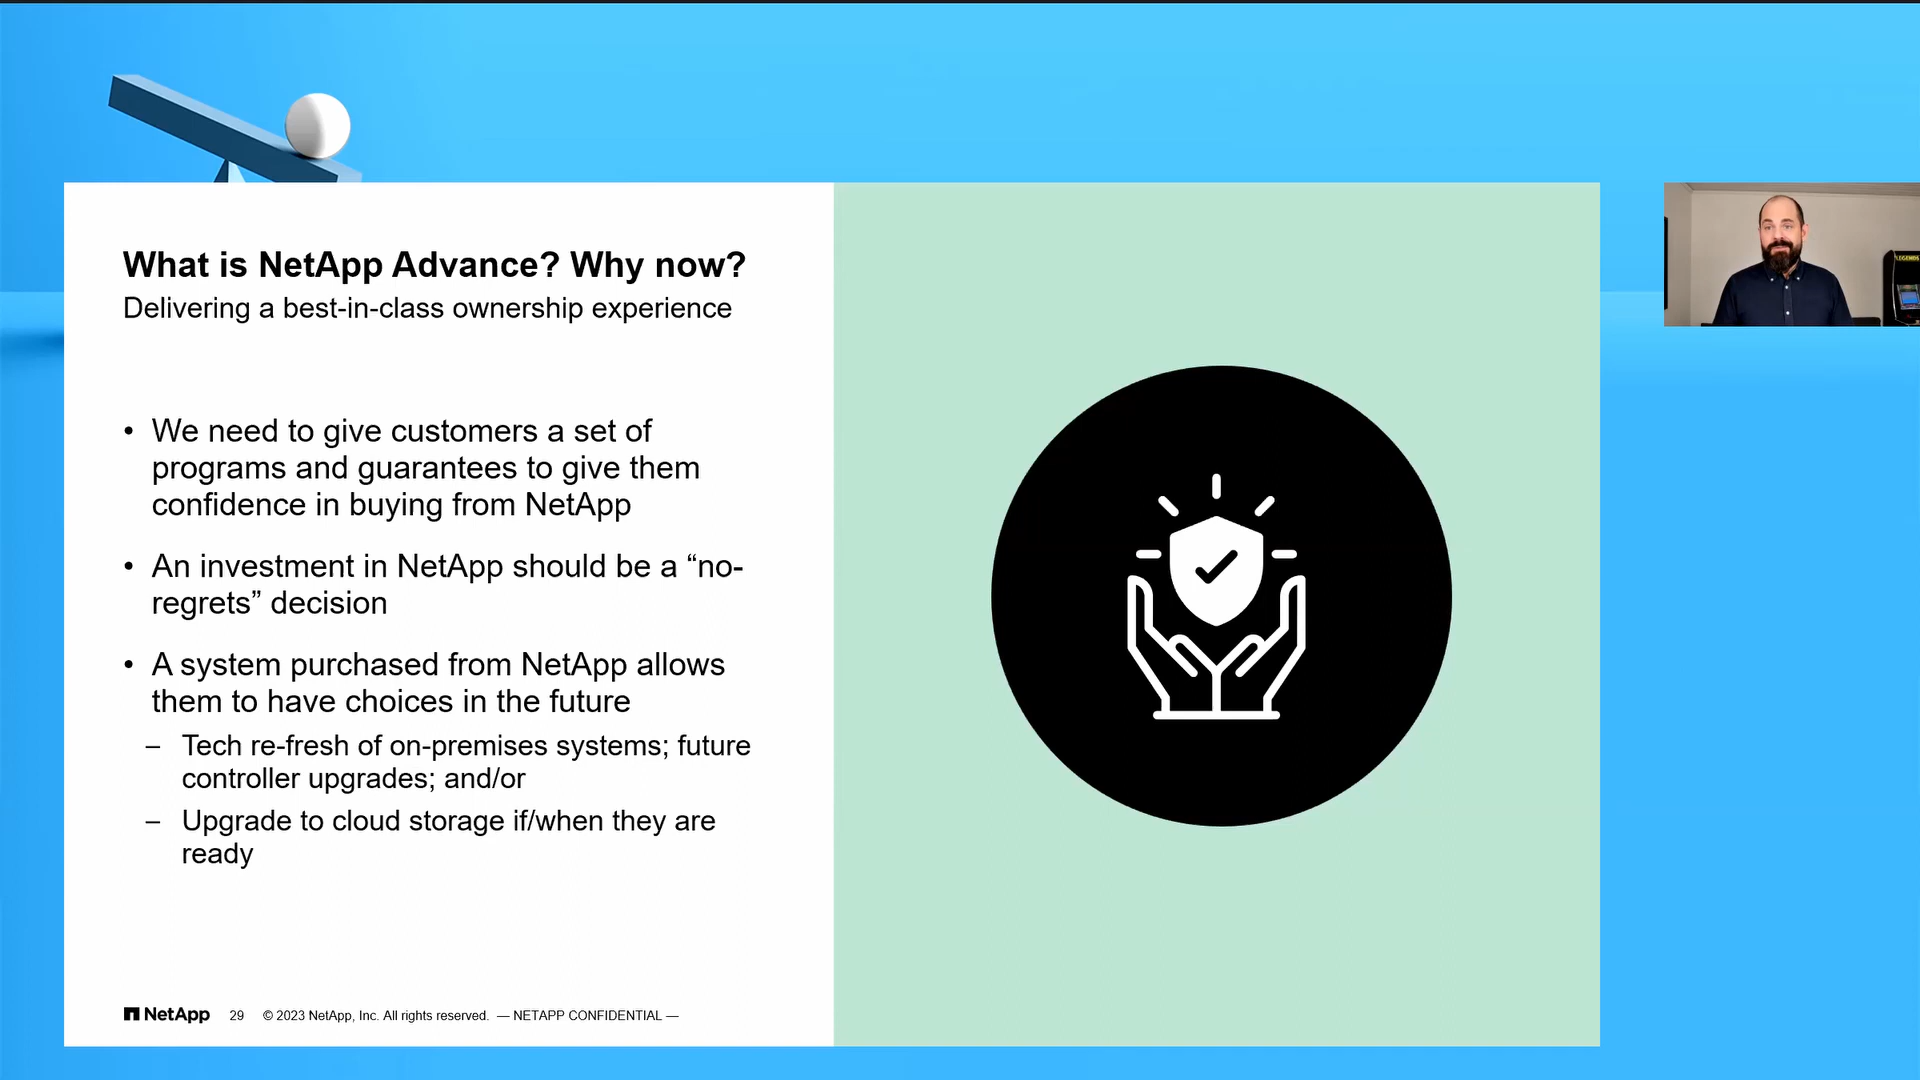 What is NetApp Advance? Why now?
Delivering a best-in-class ownership experience
• We need to give customers a set of
programs and guarantees to give them
confidence in buying from NetApp
• An investment in NetApp should be a “no-
regrets” decision
• A system purchased from NetApp allows
them to have choices in the future
– Tech re-fresh of on-premises systems; future
controller upgrades; and/or
– Upgrade to cloud storage if/when they are
ready
NetApp 29 © 2023 NetApp, Inc. All rights reserved. — NETAPP CONFIDENTIAL —
LEGENDS